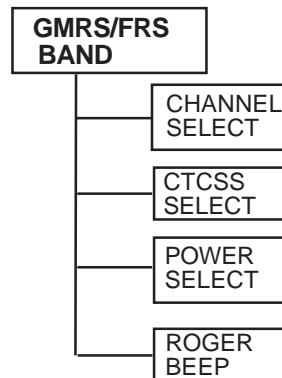 GMRS/FRS
BAND
CHANNEL
SELECT
CTCSS
SELECT
POWER
SELECT
ROGER
BEEP